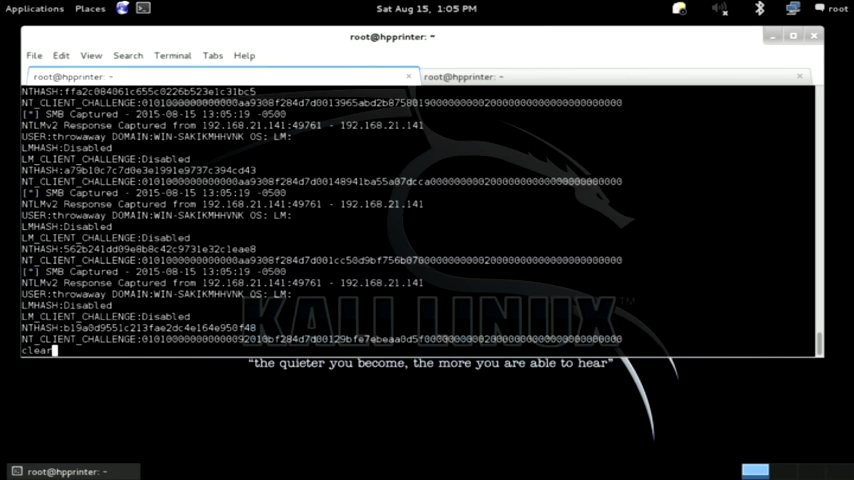 Applications Places
Sat Aug 15, 1:05 PM
root
root@hpprinter: ~
File Edit View Search Terminal Tabs Help
root@hpprinter: ~
root@hpprinter: ~
NTHASH:ffa2c084061c655c0226b523e1c31bc5
NT_CLIENT_CHALLENGE:0101000000000000aa9308f284d7d0013965abd2b875801900000000020000000000000000000000
[*] SMB Captured - 2015-08-15 13:05:19 -0500
NTLMv2 Response Captured from 192.168.21.141:49761 - 192.168.21.141
USER:throwaway DOMAIN:WIN-SAKIKMHHVNK OS: LM:
LMHASH:Disabled
LM_CLIENT_CHALLENGE:Disabled
NTHASH:a79b10c7c7d0e3e1991e9737c394cd43
NT_CLIENT_CHALLENGE:0101000000000000aa9308f284d7d00148941ba55a07dcca00000000020000000000000000000000
[*] SMB Captured - 2015-08-15 13:05:19 -0500
NTLMv2 Response Captured from 192.168.21.141:49761 - 192.168.21.141
USER:throwaway DOMAIN:WIN-SAKIKMHHVNK OS: LM:
LMHASH:Disabled
LM_CLIENT_CHALLENGE:Disabled
NTHASH:562b241dd09e8b8c42c9731e32c1eae8
NT_CLIENT_CHALLENGE:0101000000000000aa9308f284d7d001cc50d9bf756b070000000000020000000000000000000000
[*] SMB Captured - 2015-08-15 13:05:19 -0500
NTLMv2 Response Captured from 192.168.21.141:49761 - 192.168.21.141
USER:throwaway DOMAIN:WIN-SAKIKMHHVNK OS: LM:
LMHASH:Disabled
LM_CLIENT_CHALLENGE:Disabled
NTHASH:b19a0d9551c213fae2dc4e164e950f48
NT_CLIENT_CHALLENGE:010100000000000092010bf284d7d00129bfe7ebeaa0d5f000000000020000000000000000000000
clear
KALI LINUX™
“the quieter you become, the more you are able to hear”
root@hpprinter: ~